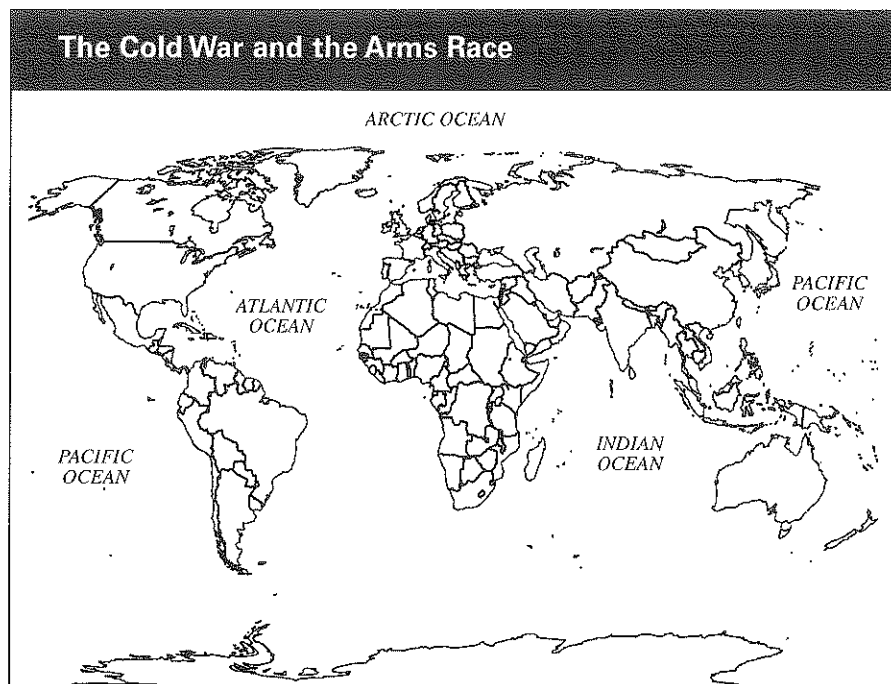 The Cold War and the Arms Race
ARCTIC OCEAN
ATLANTIC
OCEAN
PACIFIC
OCEAN
PACIFIC
OCEAN
INDIAN
OCEAN